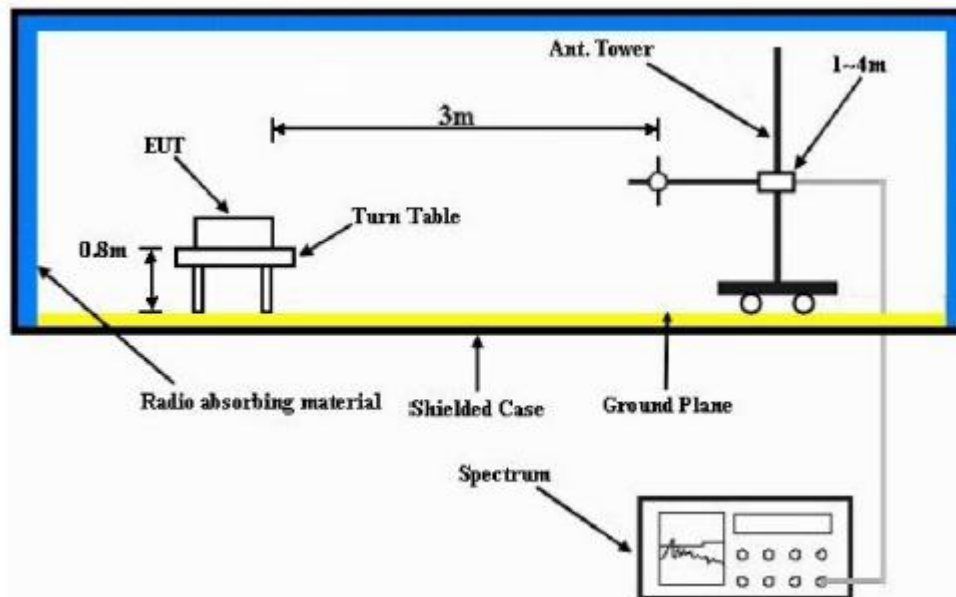 Ant. Tower
1~4m
3m
EUT
Turn Table
0.8m
Radio absorbing material
Shielded Case
Ground Plane
Spectrum